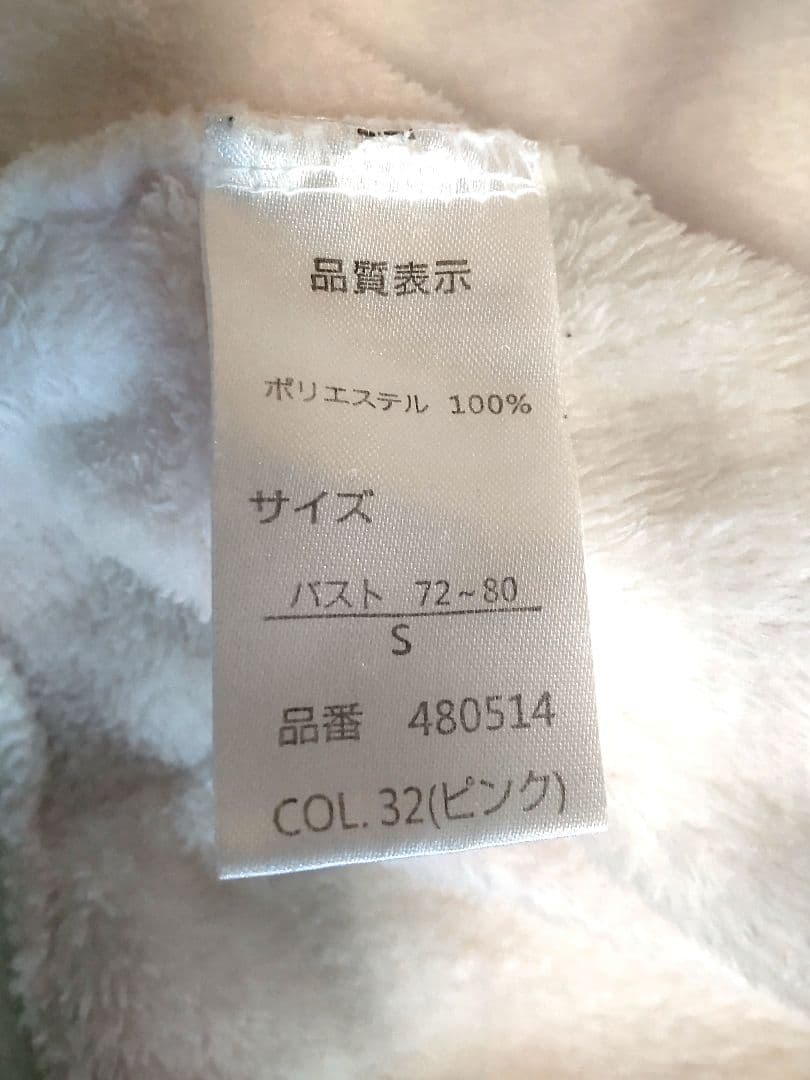 品質表示
ポリエステル 100%
サイズ
バスト 72~80
S
品番 480514
COL. 32(ピンク)